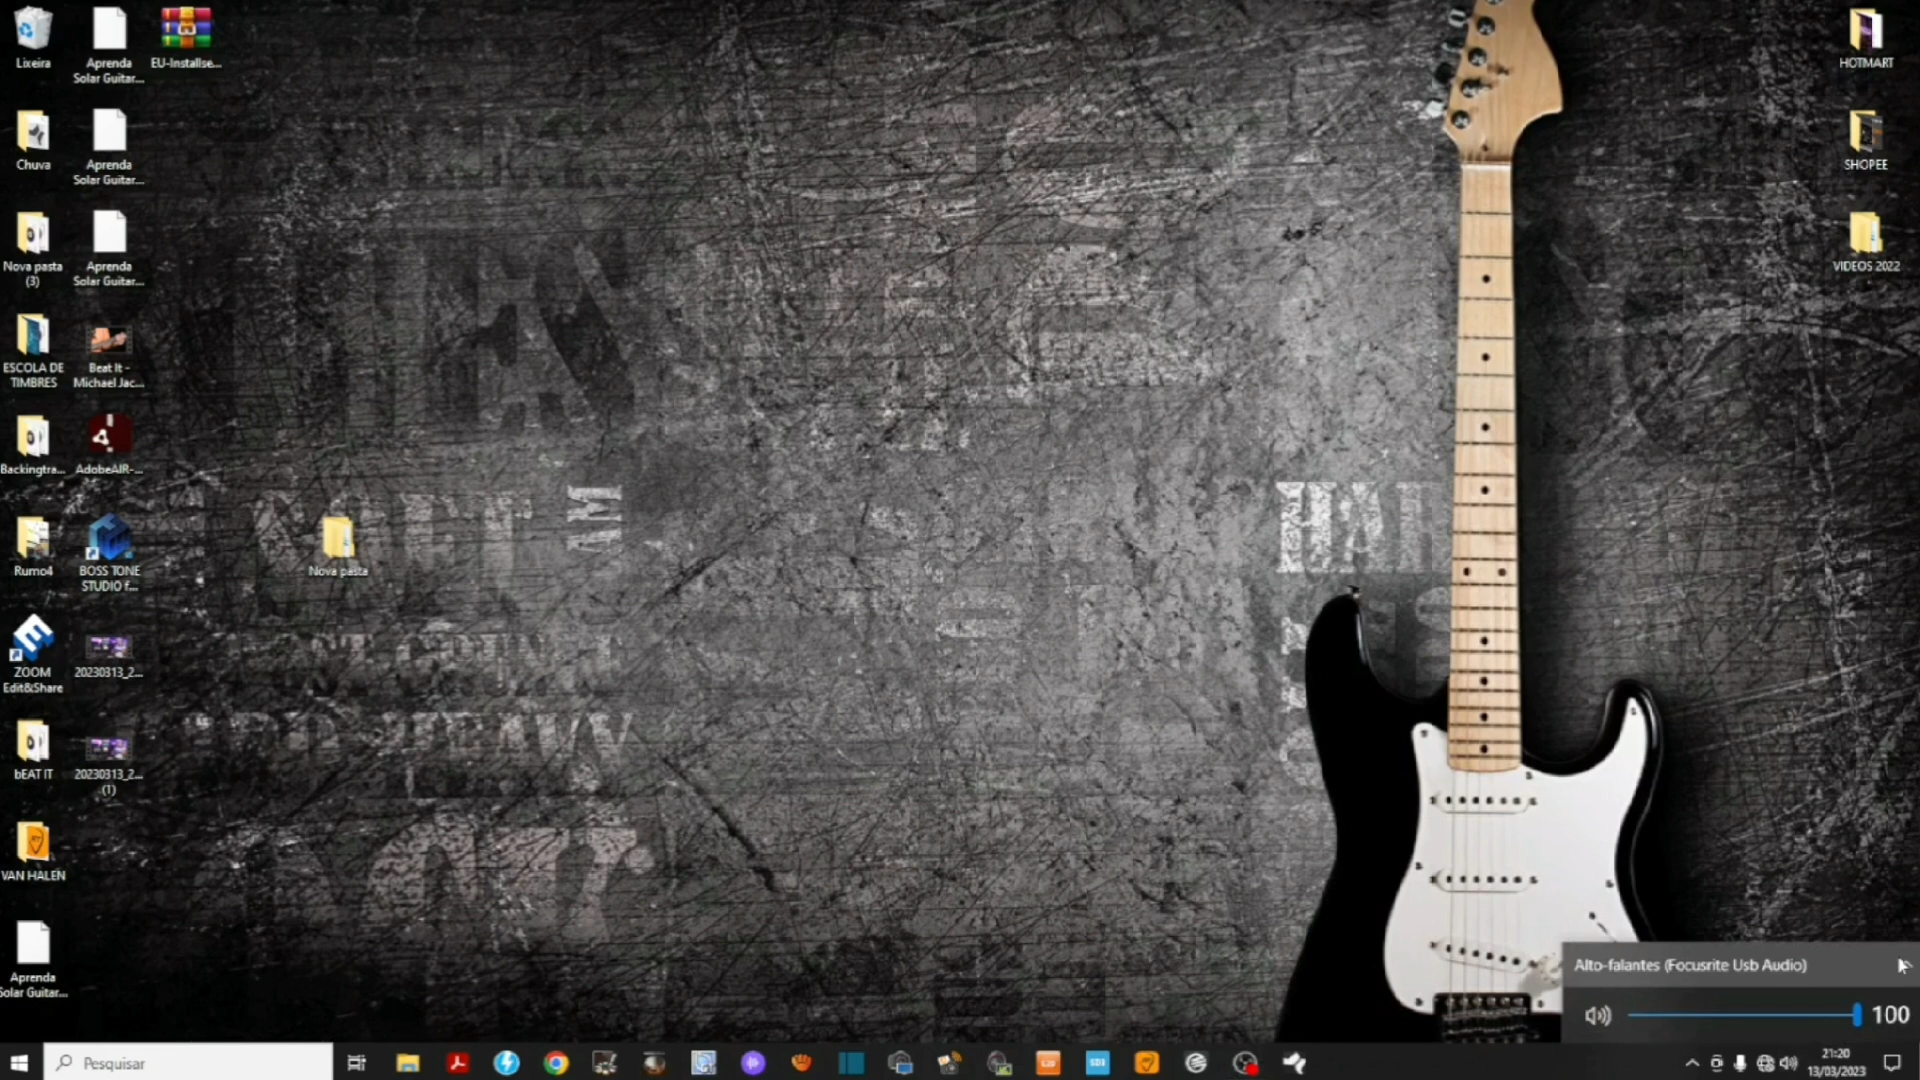 Lixeira
Aprenda
Solar Guitar...
EU-Installse...
HOTMART
Chuva
Aprenda
Solar Guitar...
SHOPEE
Nova pasta
(3)
Aprenda
Solar Guitar...
VIDEOS 2022
ESCOLA DE
TIMBRES
Beat It -
Michael Jac...
Backingtra...
AdobeAIR-...
Rumo4
BOSS TONE
STUDIO f...
Nova pasta
ZOOM
Edit&Share
20230313_2...
bEAT IT
20230313_2...
(1)
VAN HALEN
Aprenda
Solar Guitar...
HAR
HEAVY
Alto-falantes (Focusrite Usb Audio)
100
Pesquisar
SDI
21:20
13/03/2023